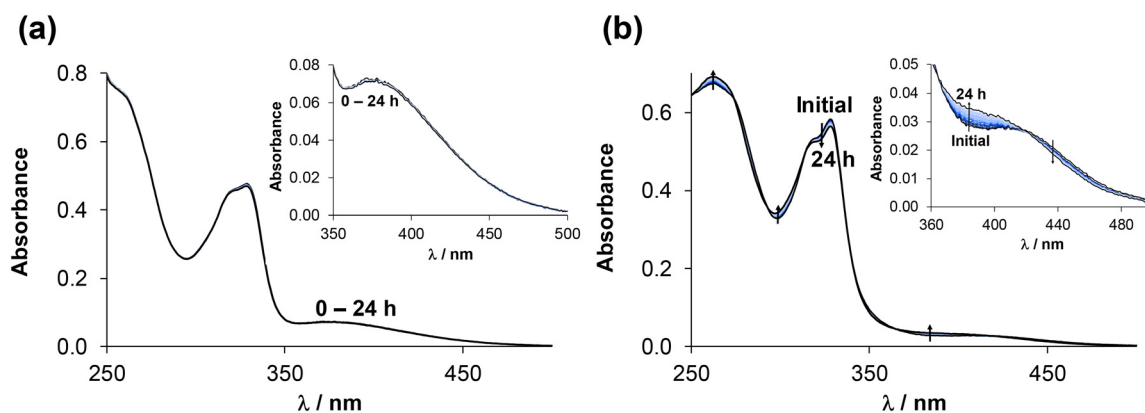 (a)
0.8
0.6
0.4
0.2
0.0
Absorbance
250
350
450
λ / nm
0 – 24 h
0.08
0.06
0.04
0.02
0.00
Absorbance
0 – 24 h
350
400
450
500
λ / nm
(b)
0.6
0.4
0.2
0.0
Absorbance
250
350
450
λ / nm
Initial
24 h
0.05
0.04
0.03
0.02
0.01
0.00
Absorbance
24 h
Initial
360
400
440
480
λ / nm